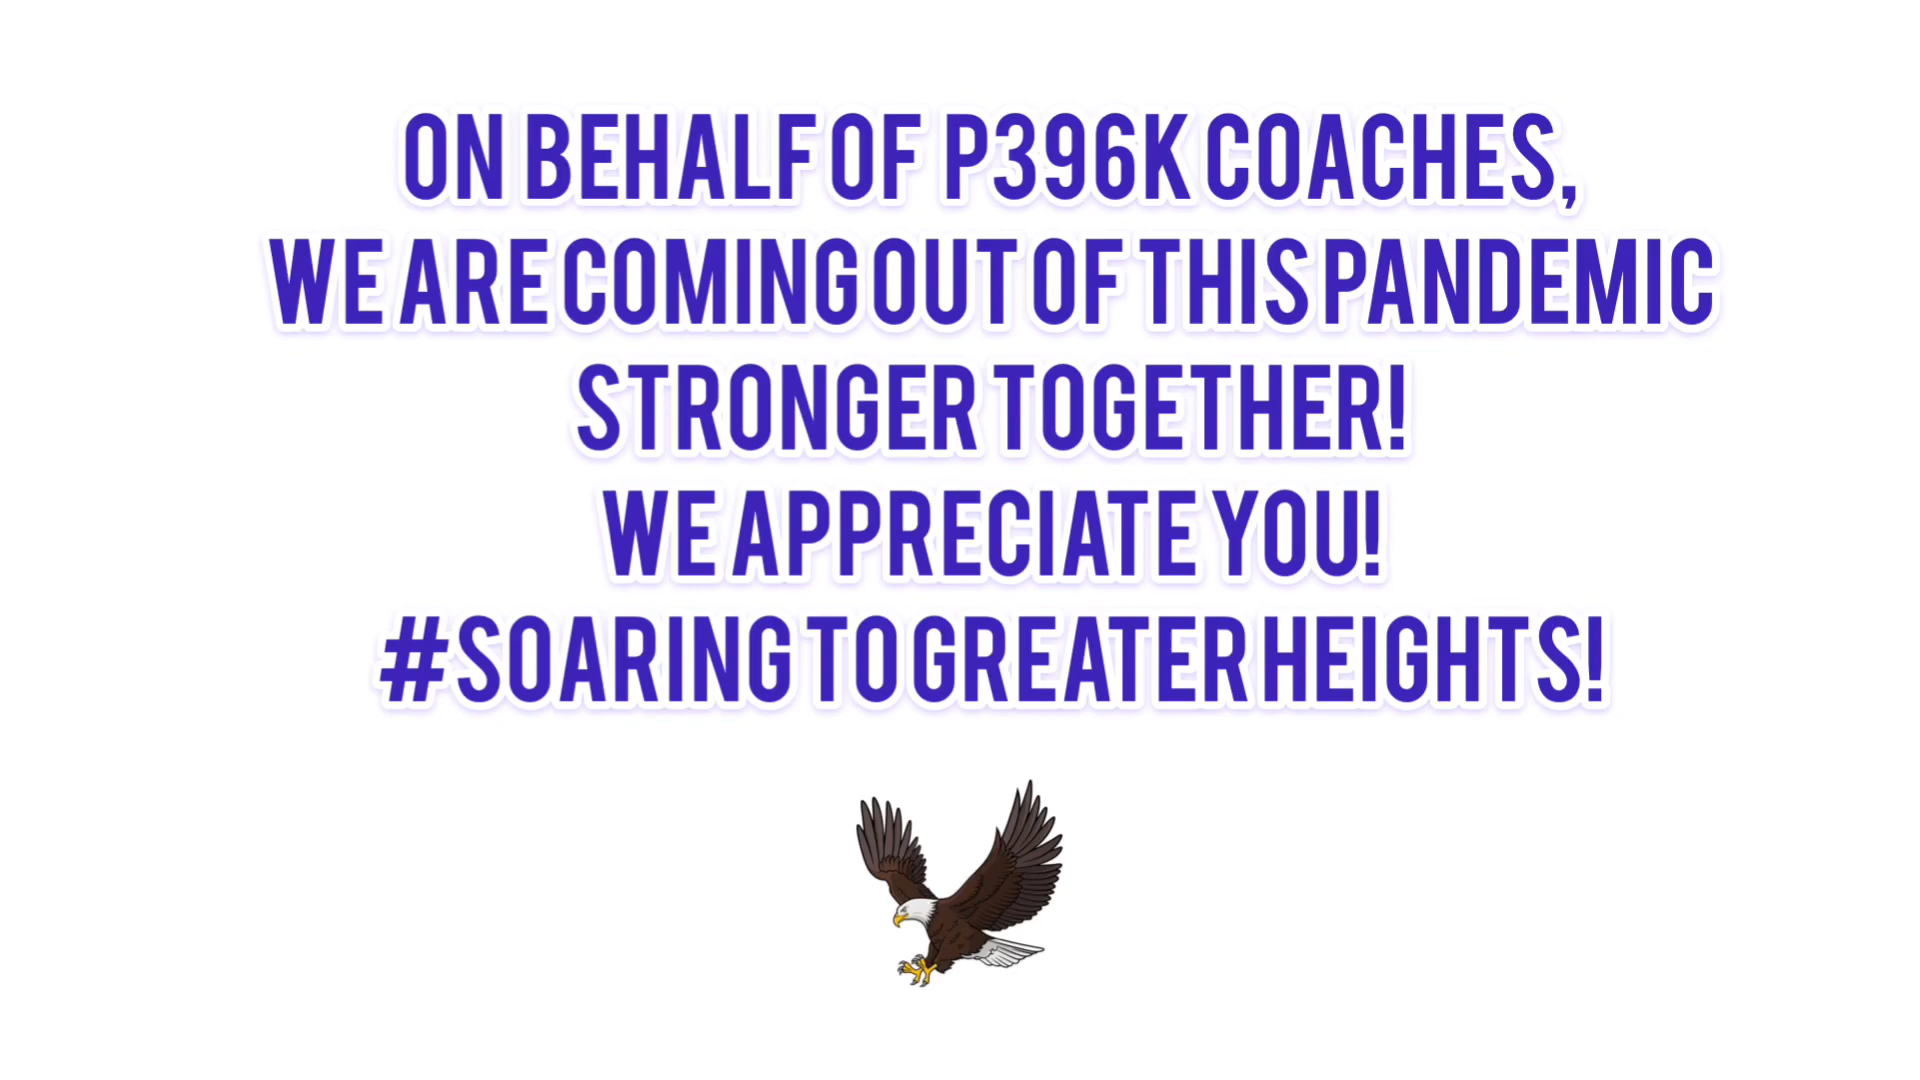 ON BEHALF OF P396K COACHES,
WE ARE COMING OUT OF THIS PANDEMIC
STRONGER TOGETHER!
WE APPRECIATE YOU!
#SOARING TO GREATER HEIGHTS!